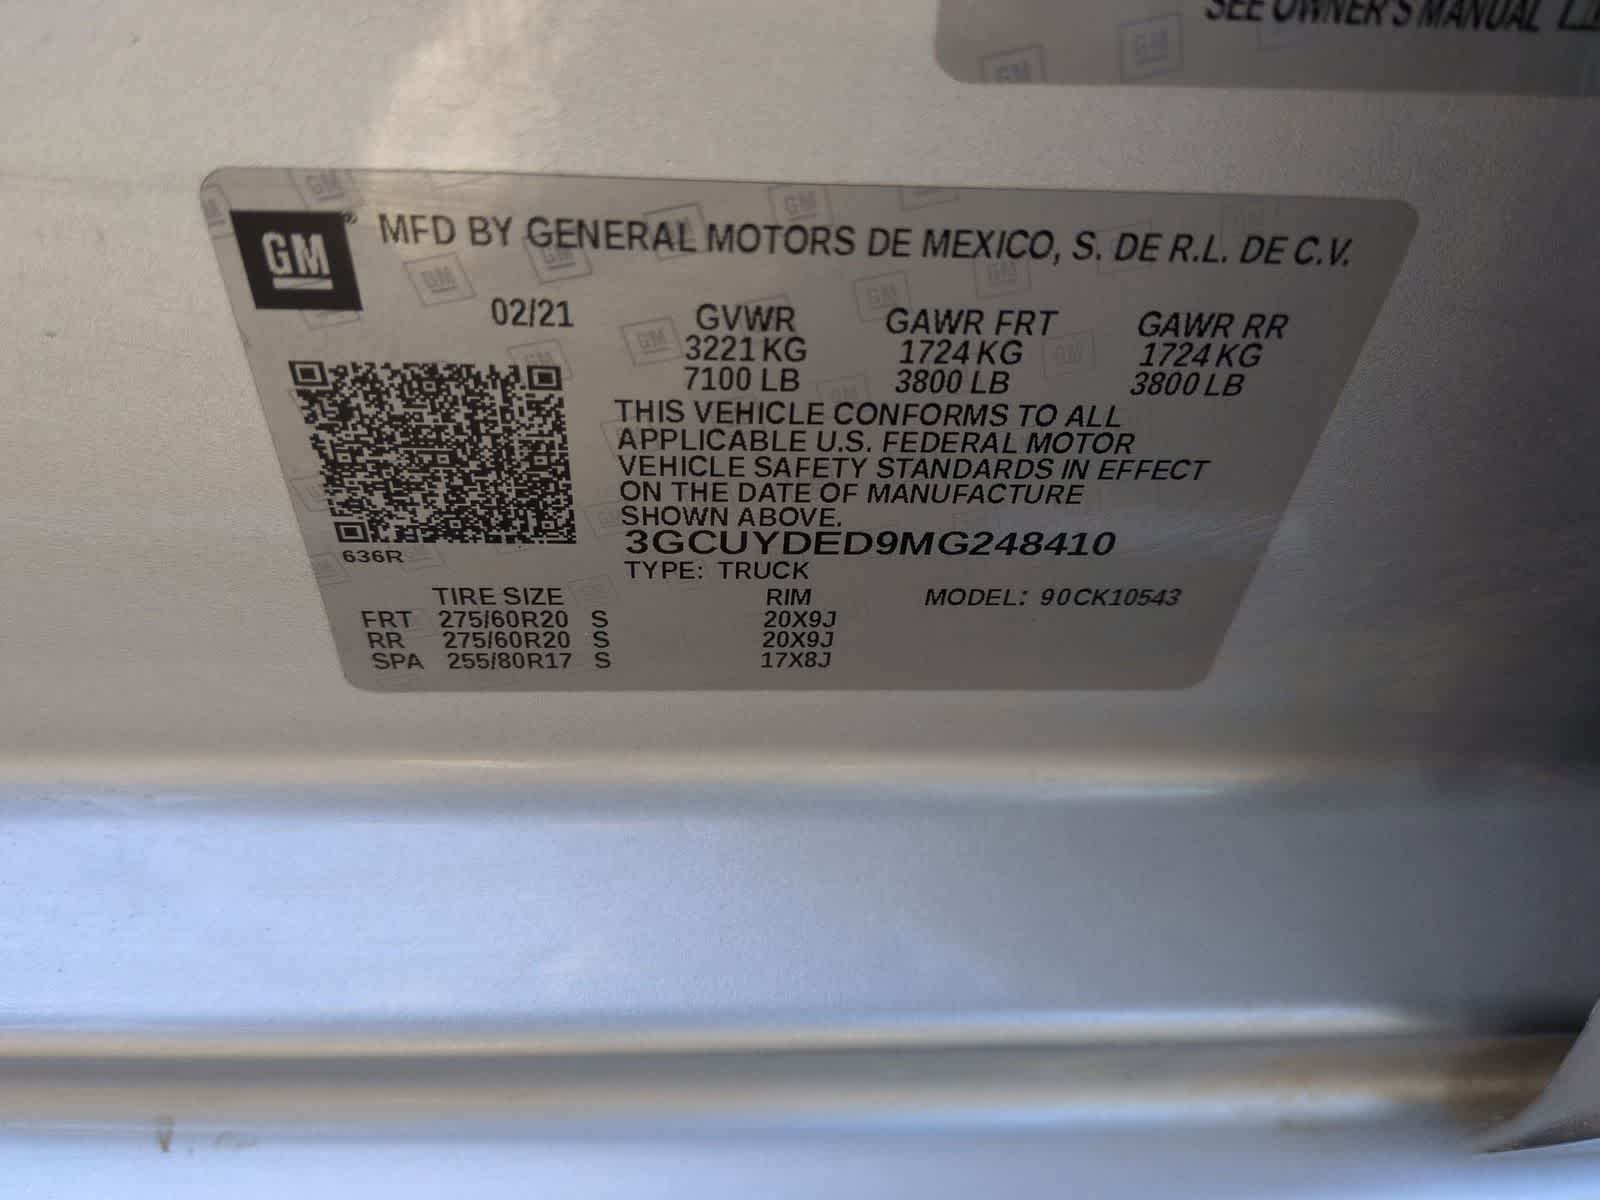 SEE OWNER'S MANUAL
GM ® MFD BY GENERAL MOTORS DE MEXICO, S. DE R.L. DE C.V.
02/21 GVWR GAWR FRT GAWR RR
3221 KG 1724 KG 1724 KG
7100 LB 3800 LB 3800 LB
THIS VEHICLE CONFORMS TO ALL
APPLICABLE U.S. FEDERAL MOTOR
VEHICLE SAFETY STANDARDS IN EFFECT
ON THE DATE OF MANUFACTURE
SHOWN ABOVE.
636R 3GCUYDED9MG248410
TYPE: TRUCK
TIRE SIZE RIM MODEL: 90CK10543
FRT 275/60R20 S 20X9J
RR 275/60R20 S 20X9J
SPA 255/80R17 S 17X8J